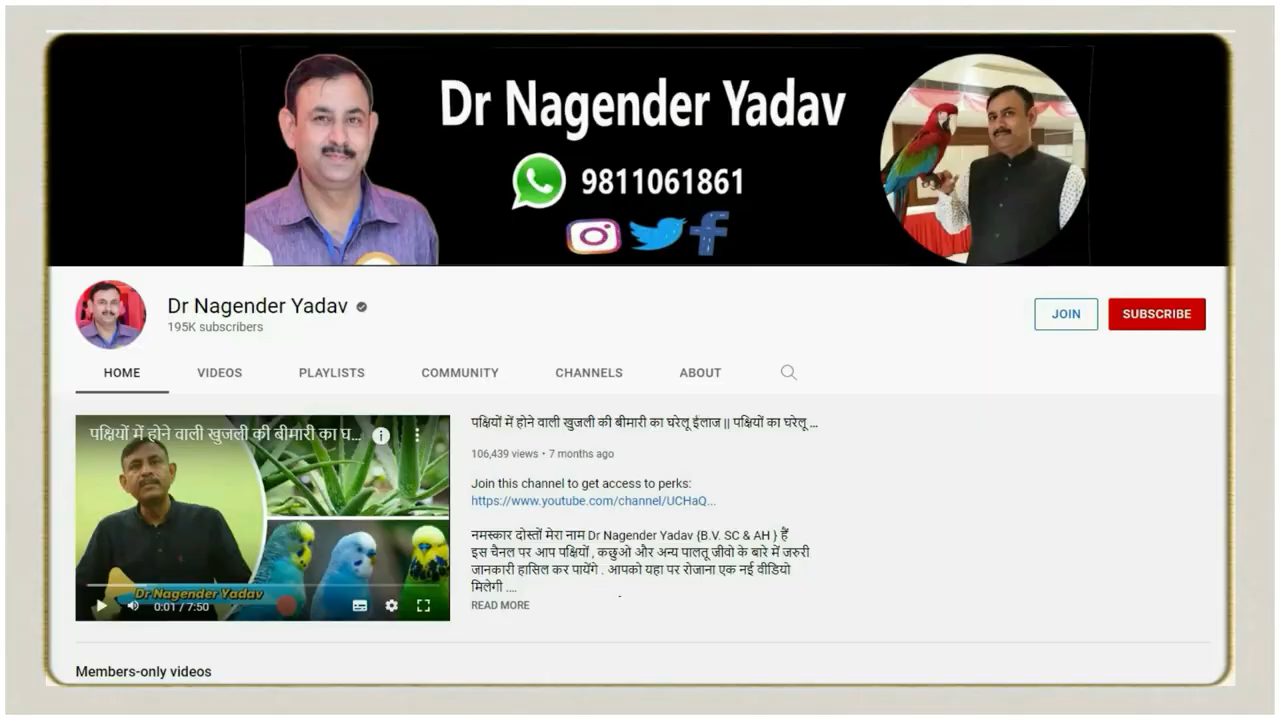 Dr Nagender Yadav
9811061861
Dr Nagender Yadav
195K subscribers
JOIN
SUBSCRIBE
HOME
VIDEOS
PLAYLISTS
COMMUNITY
CHANNELS
ABOUT
पक्षियों में होने वाली खुजली की बीमारी का घ...
Dr Nagender Yadav
0:01 / 7:50
पक्षियों में होने वाली खुजली की बीमारी का घरेलू ईलाज || पक्षियों का घरेलू ...
106,439 views • 7 months ago
Join this channel to get access to perks:
https://www.youtube.com/channel/UCHaQ...
नमस्कार दोस्तों मेरा नाम Dr Nagender Yadav {B.V. SC & AH } हैं
इस चैनल पर आप पक्षियों , कछुओ और अन्य पालतू जीवो के बारे में जरुरी
जानकारी हासिल कर पायेंगे . आपको यहा पर रोजाना एक नई वीडियो
मिलेगी ....
READ MORE
Members-only videos